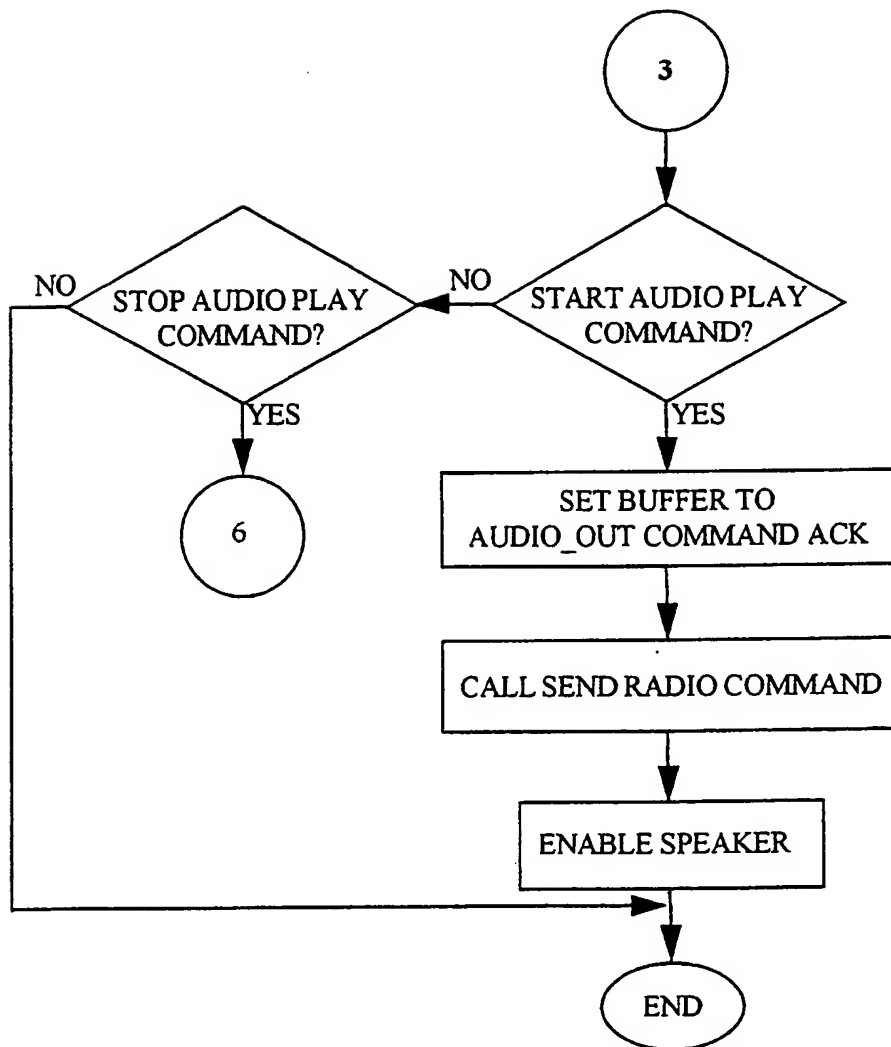 3
START AUDIO PLAY
COMMAND?
NO
STOP AUDIO PLAY
COMMAND?
NO
YES
6
YES
SET BUFFER TO
AUDIO_OUT COMMAND ACK
CALL SEND RADIO COMMAND
ENABLE SPEAKER
END